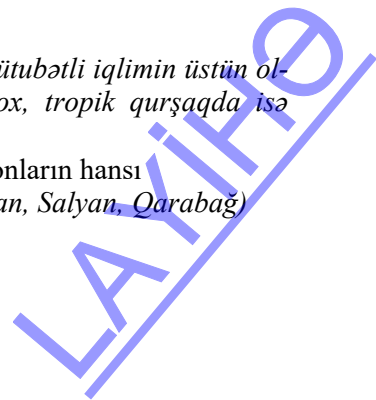 ütubətli iqlimin üstün ol-
ox, tropik qurşaqda isə
onların hansı
an, Salyan, Qarabağ)
LAYİHƏ